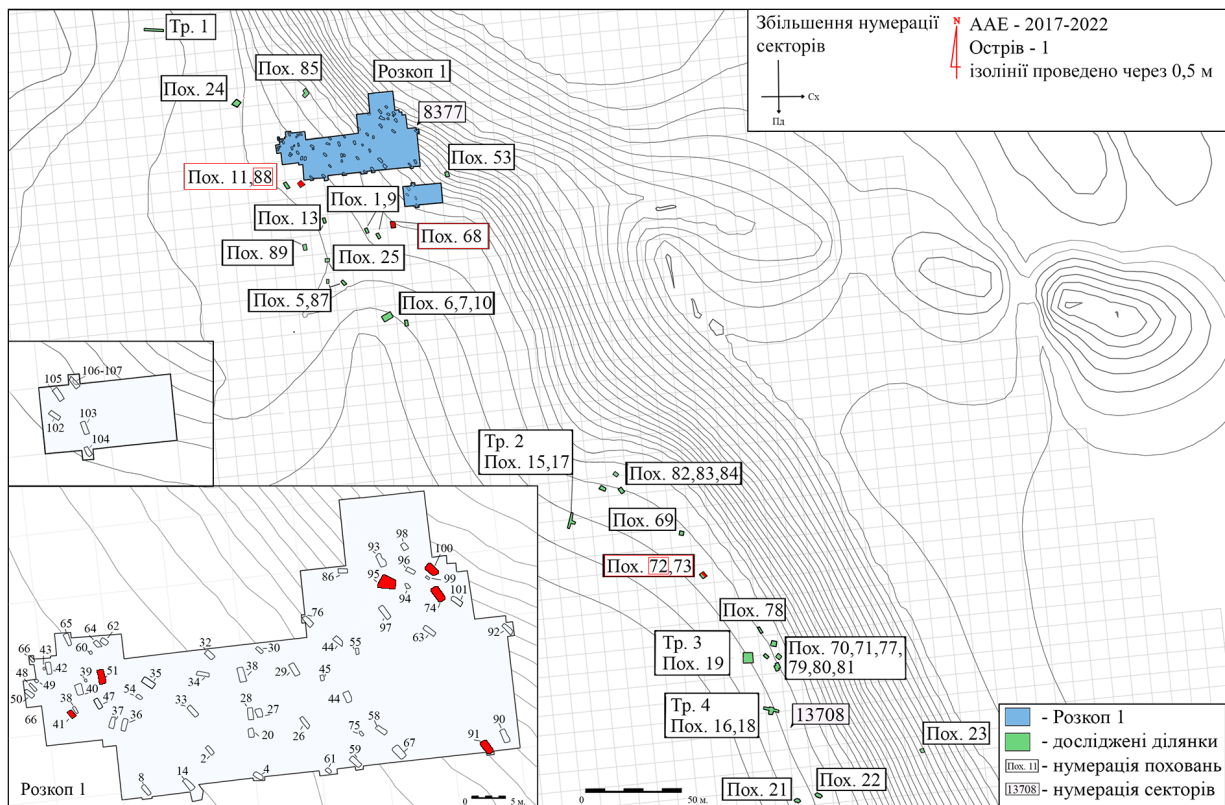 Тр. 1
Пох. 85
Розкоп 1
Пох. 24
8377
Пох. 53
Пох. 11,88
Пох. 1,9
Пох. 13
Пох. 68
Пох. 89
Пох. 25
Пох. 5,87
Пох. 6,7,10
Збільшення нумерації
секторів
Сх
Пд
N
ААЕ - 2017-2022
Острів - 1
ізолінії проведено через 0,5 м
105
106-107
102
103
104
Тр. 2
Пох. 15,17
Пох. 82,83,84
Пох. 69
Пох. 72,73
Пох. 78
Тр. 3
Пох. 19
Пох. 70,71,77,
79,80,81
Тр. 4
Пох. 16,18
13708
Пох. 23
Пох. 22
Пох. 21
98
93
100
96
86
95
99
94
74
101
97
76
63
92
65
64
62
60
66
43
42
48
49
50
39
51
40
38
41
47
66
54
37
36
35
32
34
33
30
38
29
28
27
20
26
44
55
45
44
75
58
59
61
67
90
91
2
4
14
8
Розкоп 1
5 м.
50 м.
- Розкоп 1
- досліджені ділянки
Пох. 11 - нумерація поховань
13708 - нумерація секторів